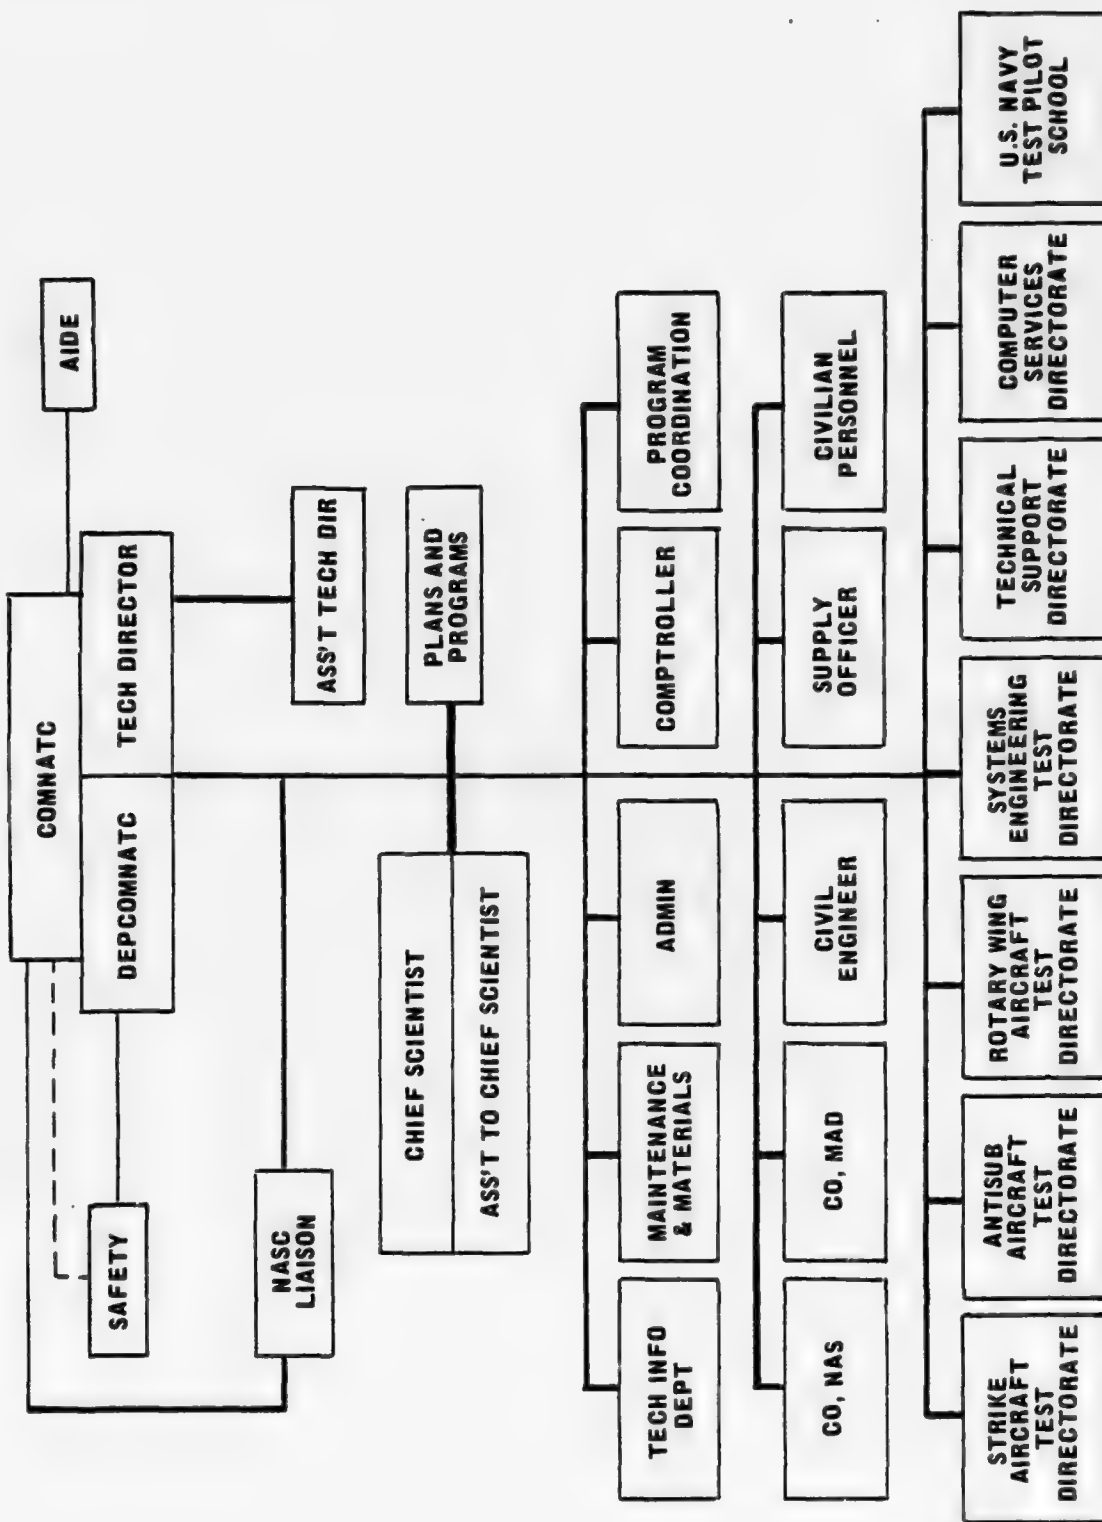 COMNATC
AIDE
DEPCOMNATC
TECH DIRECTOR
SAFETY
NASC
LIAISON
ASS'T TECH DIR
CHIEF SCIENTIST
ASS'T TO CHIEF SCIENTIST
PLANS AND
PROGRAMS
TECH INFO
DEPT
MAINTENANCE
& MATERIALS
ADMIN
COMPTROLLER
PROGRAM
COORDINATION
CO, NAS
CO, MAD
CIVIL
ENGINEER
SUPPLY
OFFICER
CIVILIAN
PERSONNEL
STRIKE
AIRCRAFT
TEST
DIRECTORATE
ANTISUB
AIRCRAFT
TEST
DIRECTORATE
ROTARY WING
AIRCRAFT
TEST
DIRECTORATE
SYSTEMS
ENGINEERING
TEST
DIRECTORATE
TECHNICAL
SUPPORT
DIRECTORATE
COMPUTER
SERVICES
DIRECTORATE
U.S. NAVY
TEST PILOT
SCHOOL